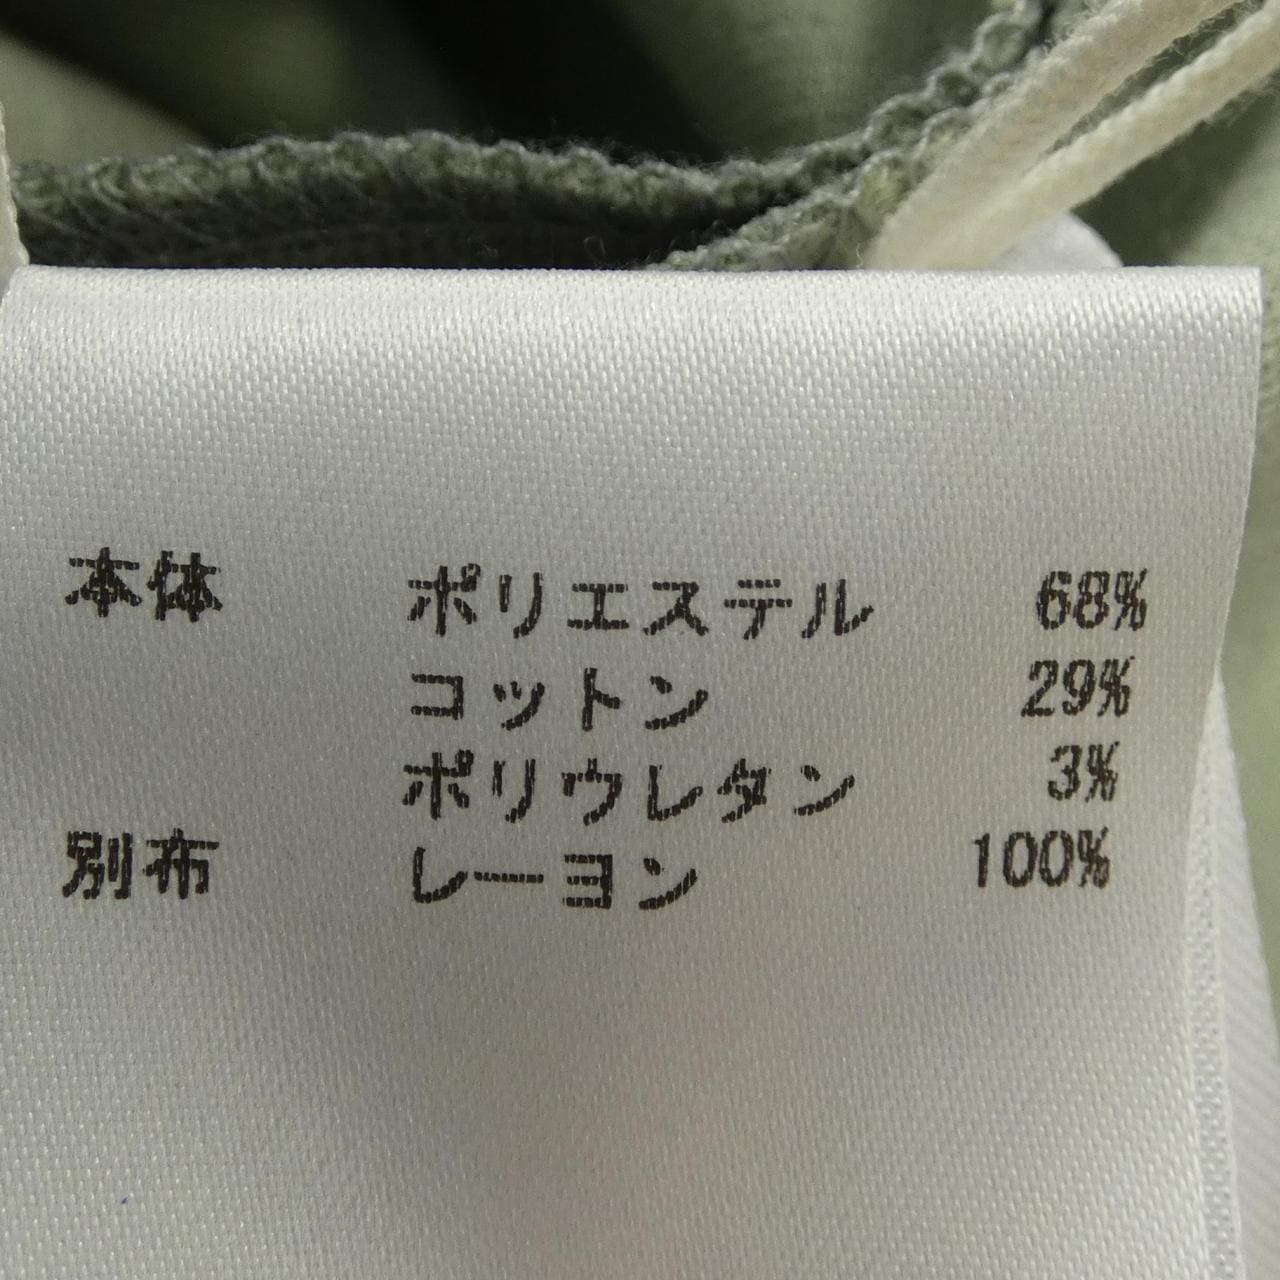 本体 ポリエステル 68%
コットン 29%
ポリウレタン 3%
別布 レーヨン 100%